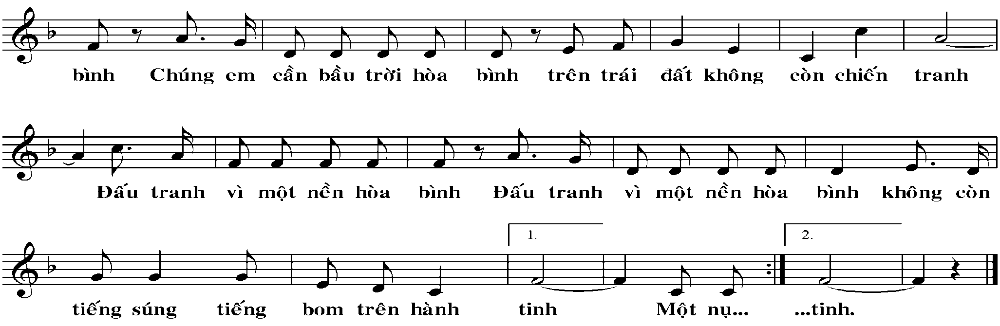 bình Chúng em cần bầu trời hòa bình trên trái đất không còn chiến tranh
Đấu tranh vì một nền hòa bình Đấu tranh vì một nền hòa bình không còn
1. 2.
tiếng súng tiếng bom trên hành tinh Một nụ... ...tinh.